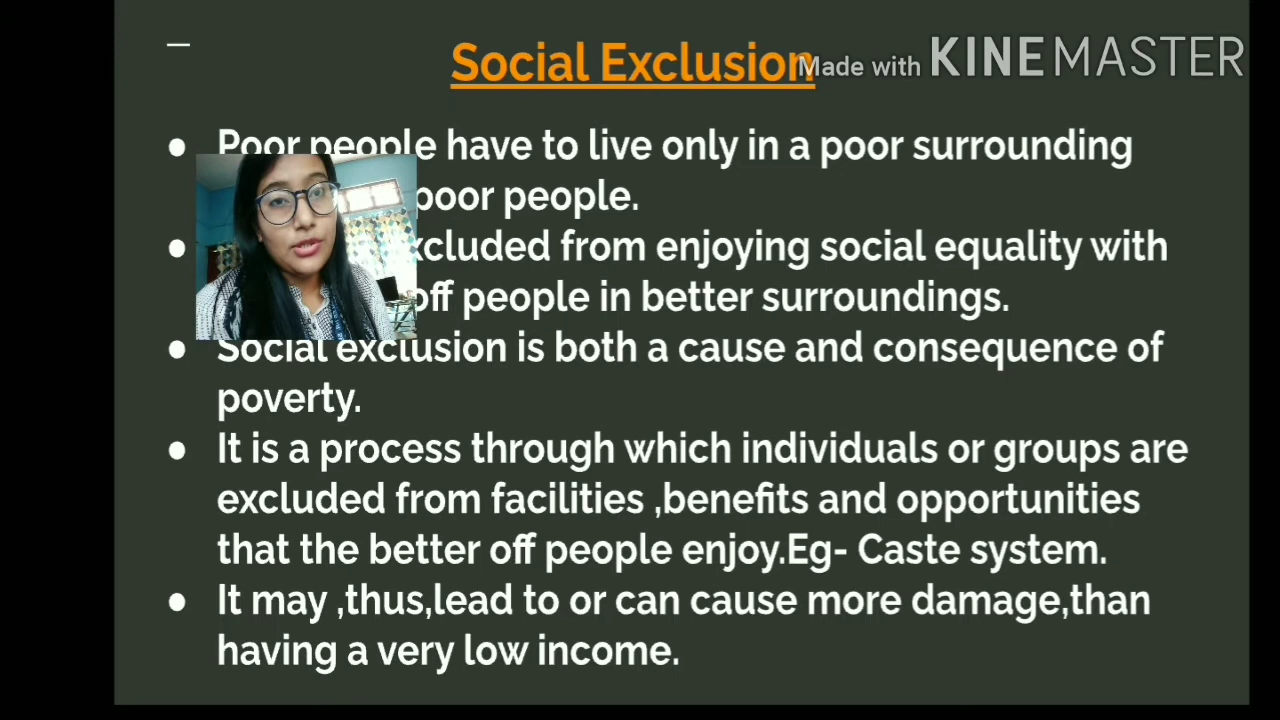 Social Exclusion
Made with KINEMASTER
● Poor people have to live only in a poor surrounding
poor people.
● excluded from enjoying social equality with
off people in better surroundings.
● Social exclusion is both a cause and consequence of
poverty.
● It is a process through which individuals or groups are
excluded from facilities ,benefits and opportunities
that the better off people enjoy.Eg- Caste system.
● It may ,thus,lead to or can cause more damage,than
having a very low income.